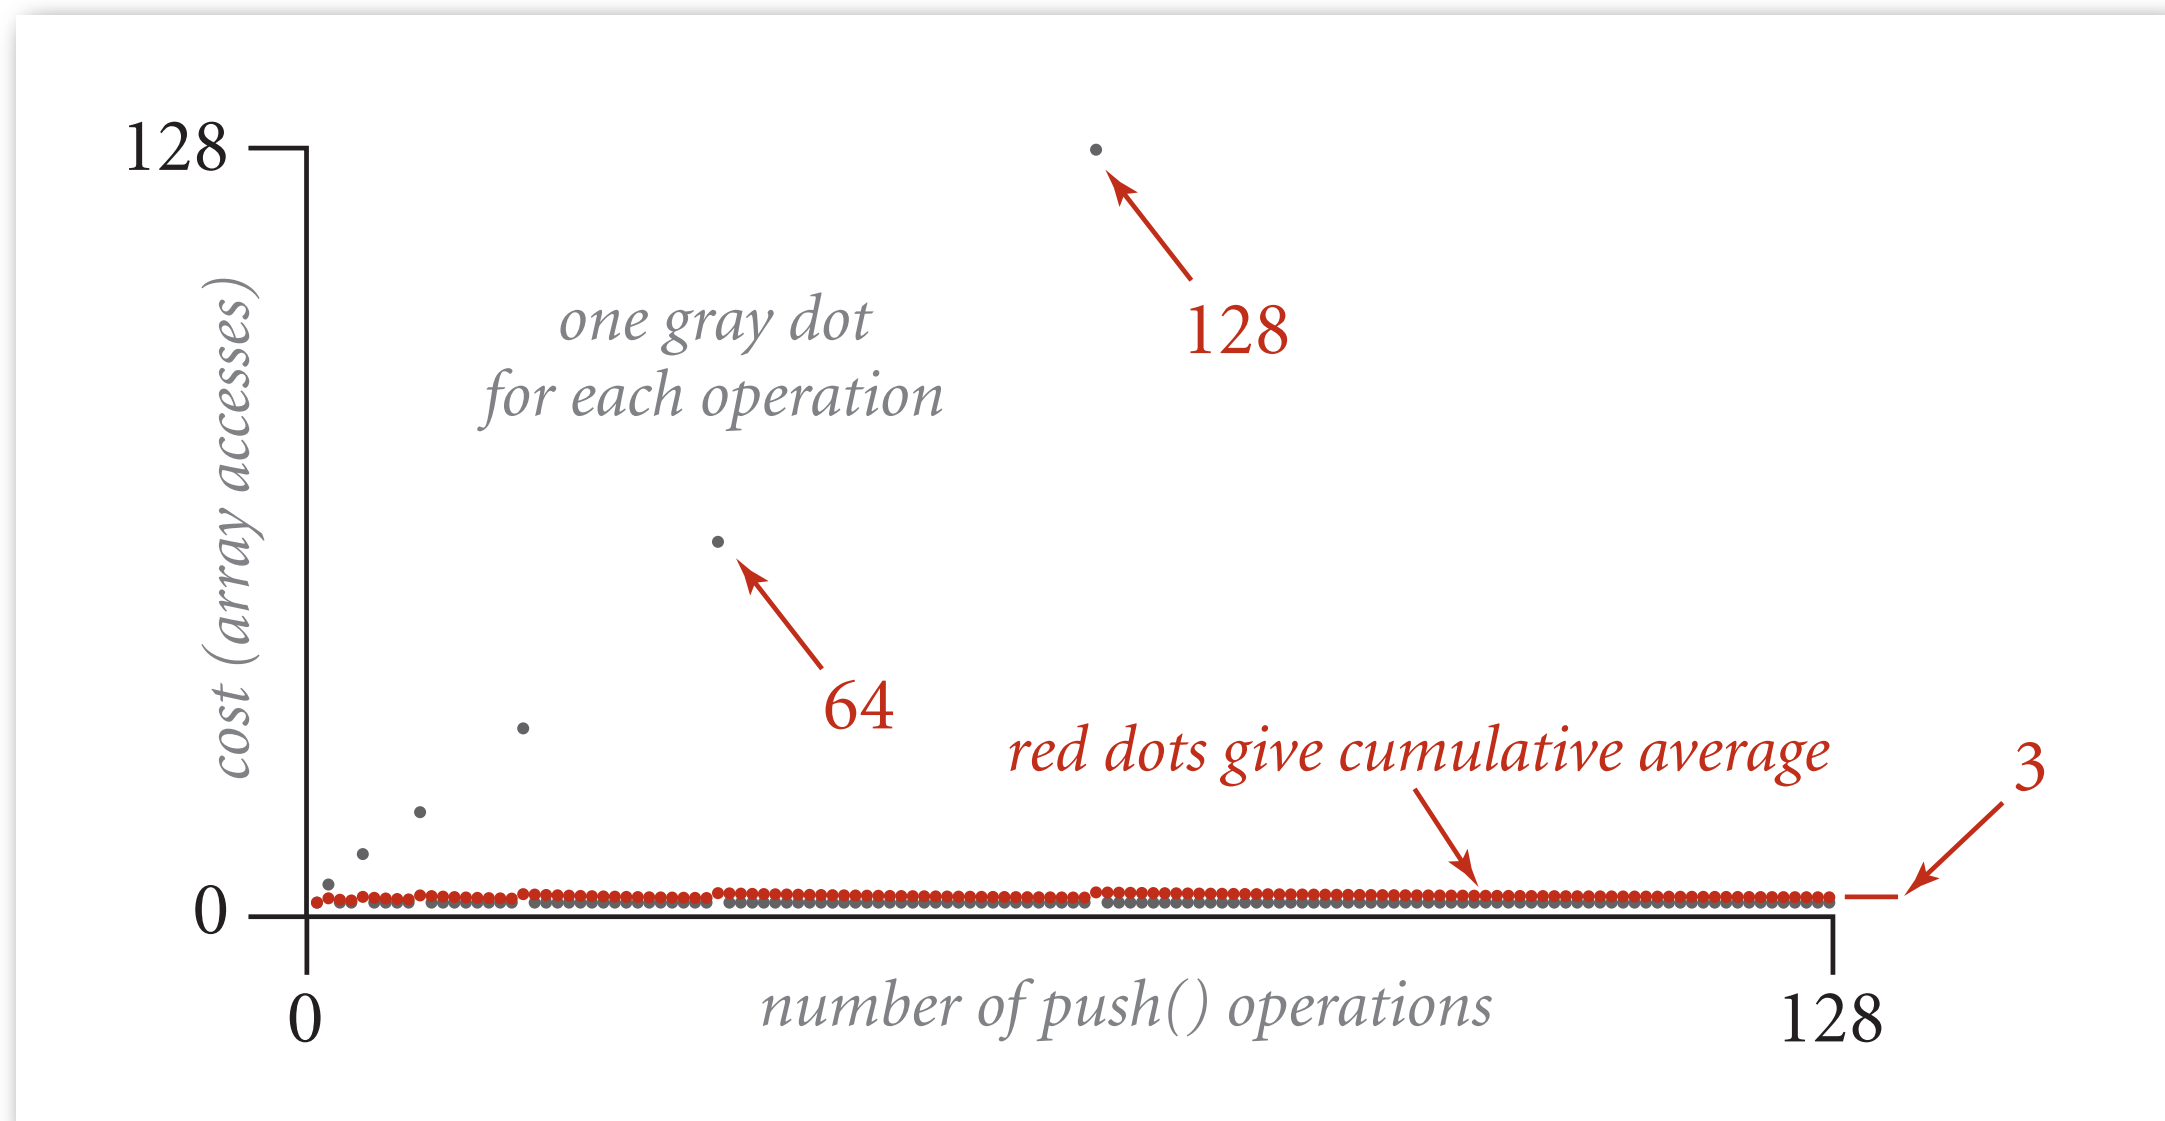 128
cost (array accesses)
one gray dot
for each operation
128
64
red dots give cumulative average
3
0
0
number of push() operations
128